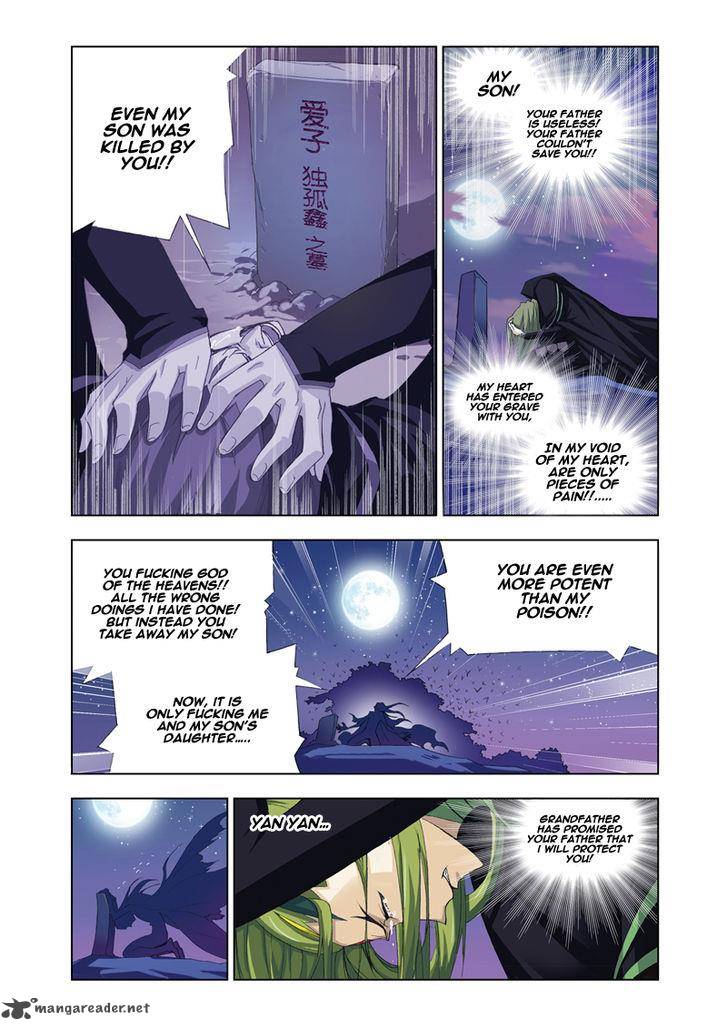 EVEN MY
SON WAS
KILLED BY
YOU!!
爱子
独孤鑫
之墓
MY
SON!
YOUR FATHER
IS USELESS!
YOUR FATHER
COULDN'T
SAVE YOU!!
MY HEART
HAS ENTERED
YOUR GRAVE
WITH YOU,
IN MY VOID
OF MY HEART,
ARE ONLY
PIECES OF
PAIN!!.....
YOU FUCKING GOD
OF THE HEAVENS!!
ALL THE WRONG
DOINGS I HAVE DONE!
BUT INSTEAD YOU
TAKE AWAY MY SON!
YOU ARE EVEN
MORE POTENT
THAN MY
POISON!!
NOW, IT IS
ONLY FUCKING ME
AND MY SON'S
DAUGHTER.....
YAN YAN...
GRANDFATHER
HAS PROMISED
YOUR FATHER THAT
I WILL PROTECT
YOU!
mangareader.net